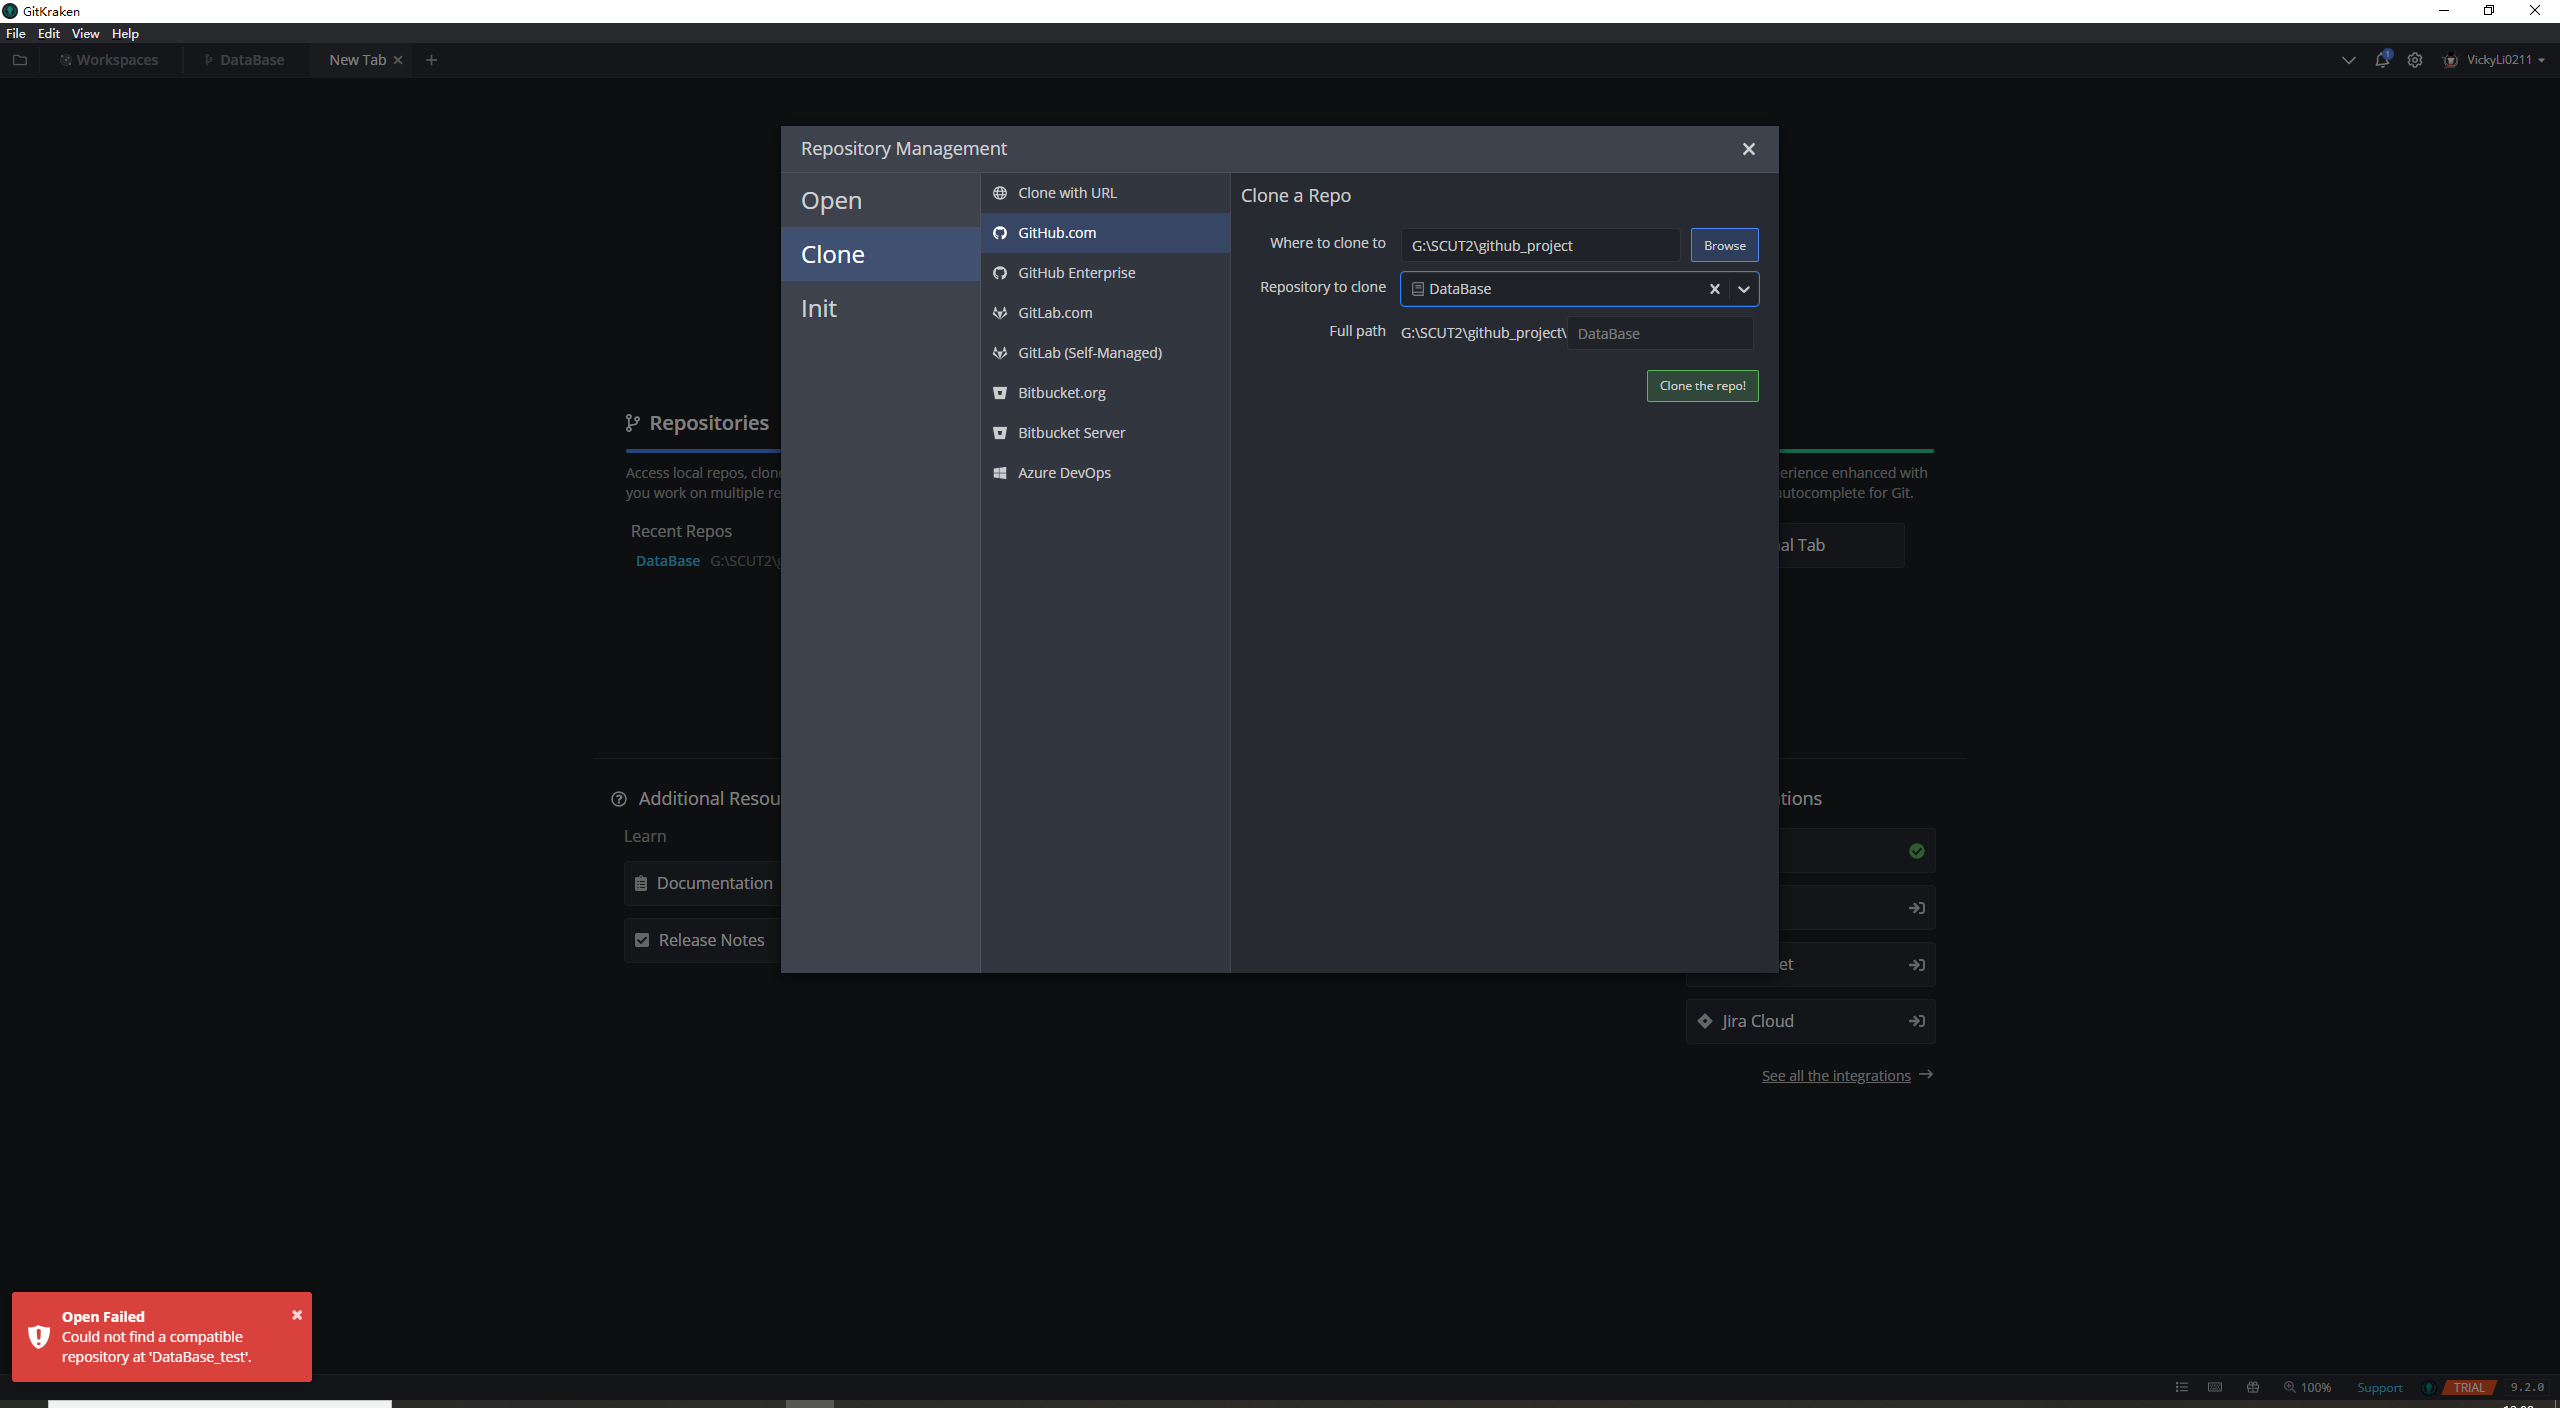 GitKraken
File Edit View Help
Workspaces DataBase New Tab
1 VickyLi0211
Repository Management
Open
Clone
Init
Clone with URL
GitHub.com
GitHub Enterprise
GitLab.com
GitLab (Self-Managed)
Bitbucket.org
Bitbucket Server
Azure DevOps
Clone a Repo
Where to clone to G:\SCUT2\github_project Browse
Repository to clone DataBase
Full path G:\SCUT2\github_project\ DataBase
Clone the repo!
Repositories
Access local repos, clon
you work on multiple re
Recent Repos
DataBase G:\SCUT2\g
erience enhanced with
utocomplete for Git.
al Tab
Additional Resou
Learn
Documentation
Release Notes
tions
et
Jira Cloud
See all the integrations
Open Failed
Could not find a compatible
repository at 'DataBase_test'.
100% Support TRIAL 9.2.0